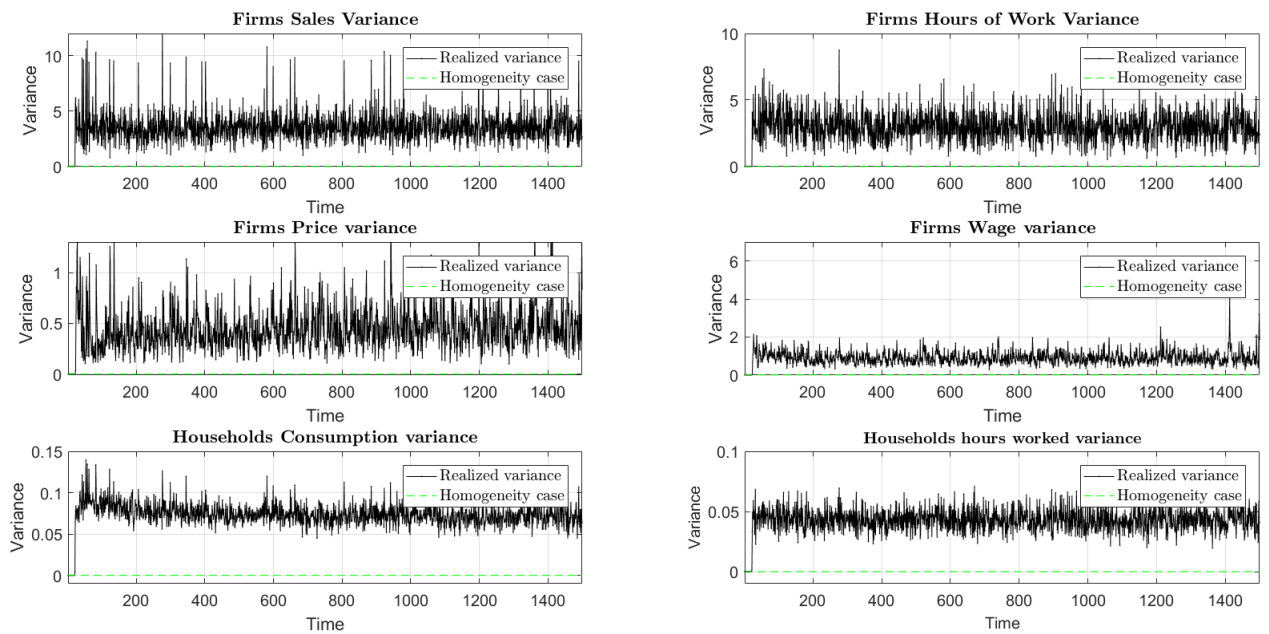 Firms Sales Variance
Variance
10
5
0
Realized variance
Homogeneity case
200 400 600 800 1000 1200 1400
Time
Firms Hours of Work Variance
Variance
10
5
0
Realized variance
Homogeneity case
200 400 600 800 1000 1200 1400
Time
Firms Price variance
Variance
1
0.5
0
Realized variance
Homogeneity case
200 400 600 800 1000 1200 1400
Time
Firms Wage variance
Variance
6
4
2
0
Realized variance
Homogeneity case
200 400 600 800 1000 1200 1400
Time
Households Consumption variance
Variance
0.15
0.1
0.05
0
Realized variance
Homogeneity case
200 400 600 800 1000 1200 1400
Time
Households hours worked variance
Variance
0.1
0.05
0
Realized variance
Homogeneity case
200 400 600 800 1000 1200 1400
Time